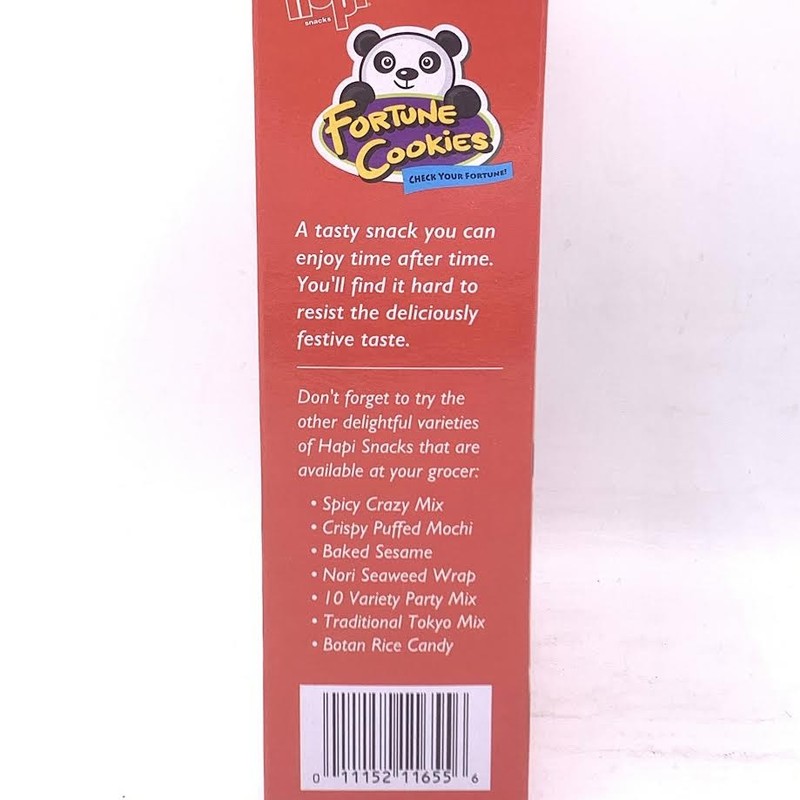 Hapi
snacks
FORTUNE
COOKIES
CHECK YOUR FORTUNE!
A tasty snack you can
enjoy time after time.
You'll find it hard to
resist the deliciously
festive taste.
Don't forget to try the
other delightful varieties
of Hapi Snacks that are
available at your grocer:
• Spicy Crazy Mix
• Crispy Puffed Mochi
• Baked Sesame
• Nori Seaweed Wrap
• 10 Variety Party Mix
• Traditional Tokyo Mix
• Botan Rice Candy
0 11152 11655 6